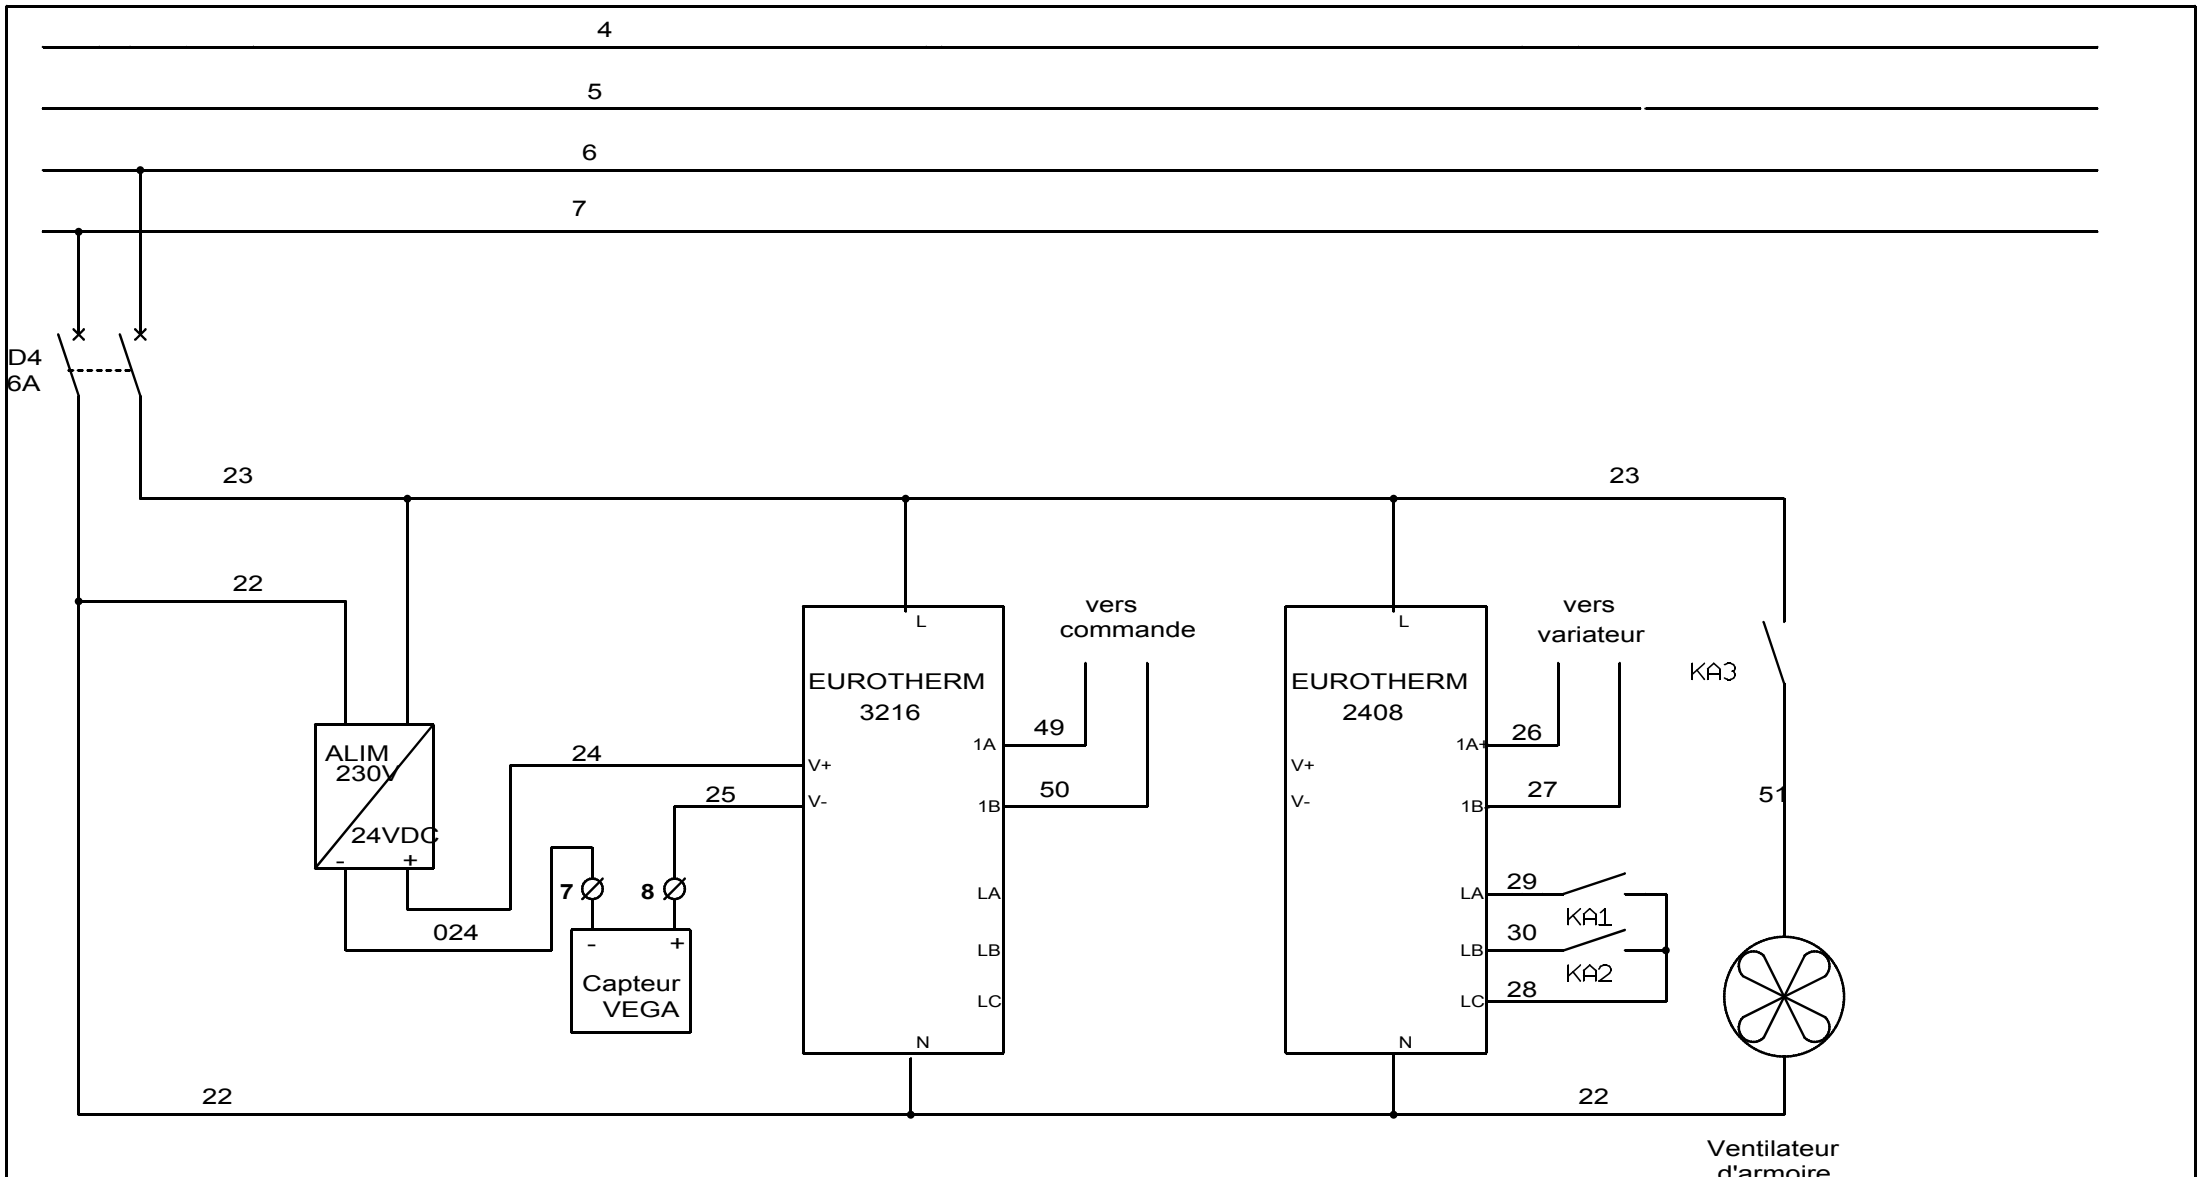 4
5
6
7
D4
6A
23
23
22
vers
commande
vers
variateur
L
L
KA3
EUROTHERM
3216
EUROTHERM
2408
49
26
1A
1A+
ALIM
230V
24
V+
V+
25
V-
V-
50
27
1B
1B
51
24VDC
-
+
7
8
LA
LA
29
KA1
024
-
+
LB
LB
30
KA2
Capteur
VEGA
LC
LC
28
N
N
22
22
Ventilateur
d'armoire